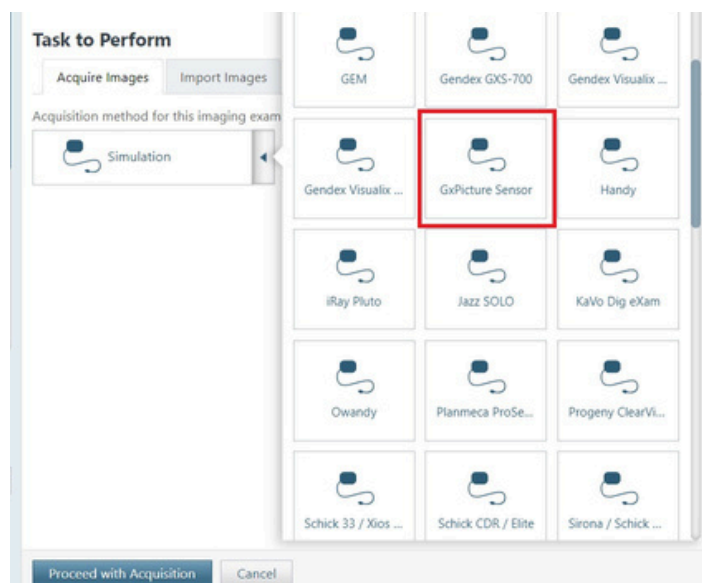 Task to Perform
Acquire Images
Import Images
Acquisition method for this imaging exam
Simulation
GEM
Gendex GXS-700
Gendex Visualix ...
Gendex Visualix ...
GxPicture Sensor
Handy
iRay Pluto
Jazz SOLO
KaVo Dig eXam
Owandy
Planmeca ProSe...
Progeny ClearVi...
Schick 33 / Xios ...
Schick CDR / Elite
Sirona / Schick ...
Proceed with Acquisition
Cancel